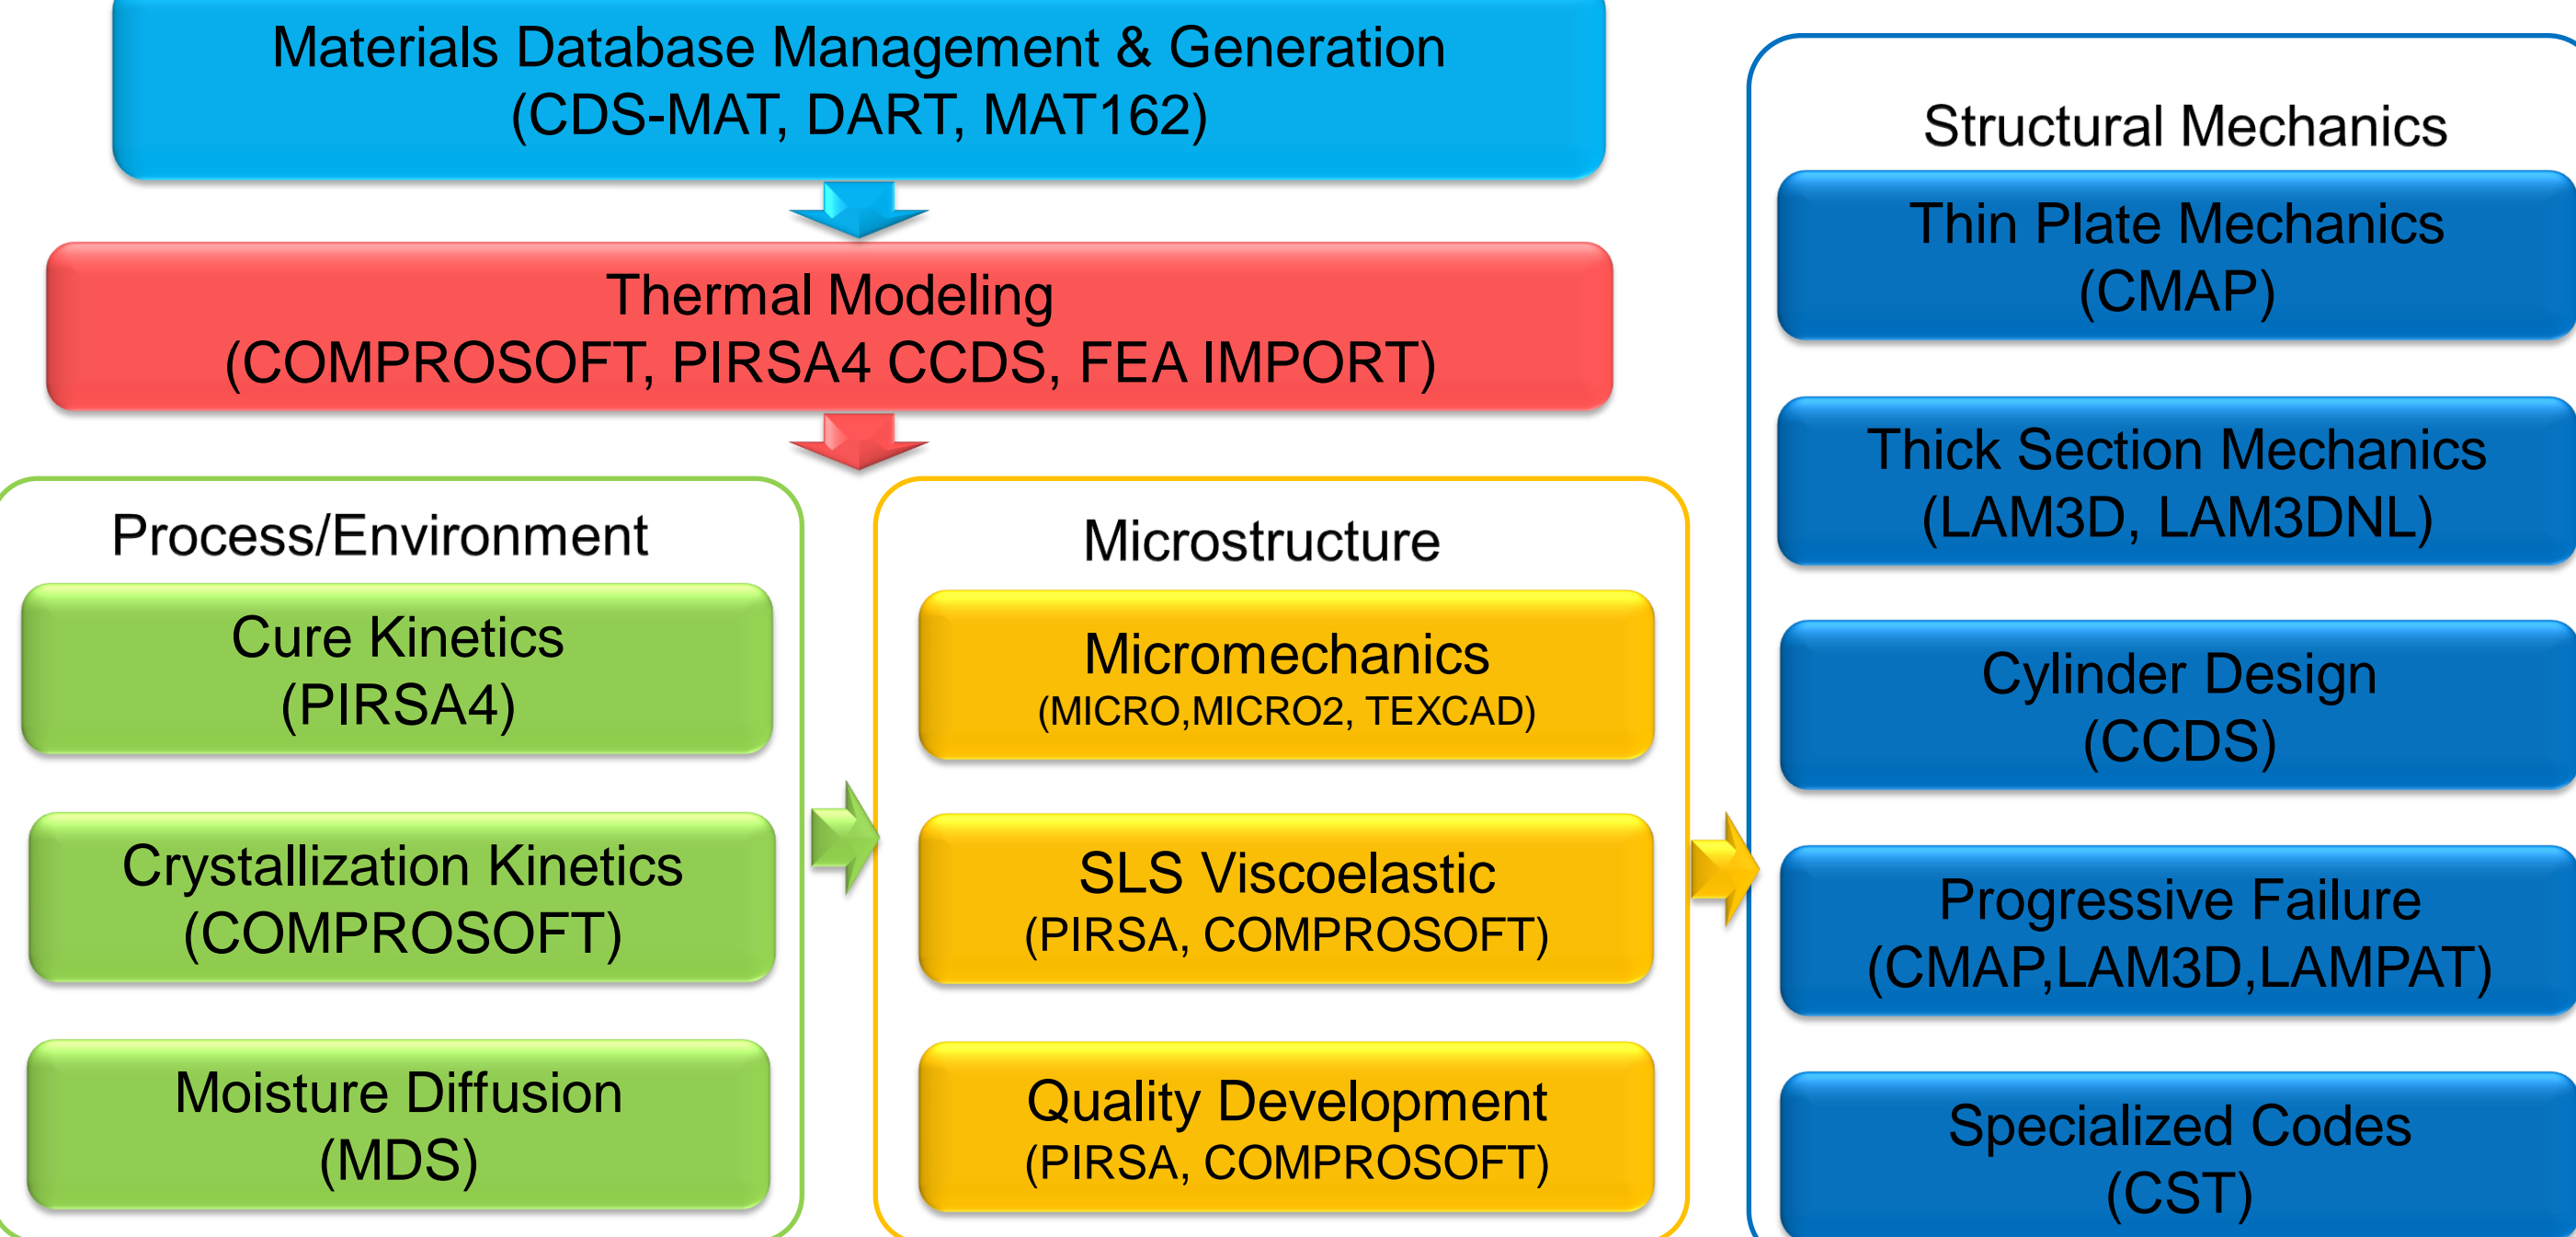 Materials Database Management & Generation
(CDS-MAT, DART, MAT162)
Thermal Modeling
(COMPROSOFT, PIRSA4 CCDS, FEA IMPORT)
Process/Environment
Cure Kinetics
(PIRSA4)
Crystallization Kinetics
(COMPROSOFT)
Moisture Diffusion
(MDS)
Microstructure
Micromechanics
(MICRO,MICRO2, TEXCAD)
SLS Viscoelastic
(PIRSA, COMPROSOFT)
Quality Development
(PIRSA, COMPROSOFT)
Structural Mechanics
Thin Plate Mechanics
(CMAP)
Thick Section Mechanics
(LAM3D, LAM3DNL)
Cylinder Design
(CCDS)
Progressive Failure
(CMAP,LAM3D,LAMPAT)
Specialized Codes
(CST)